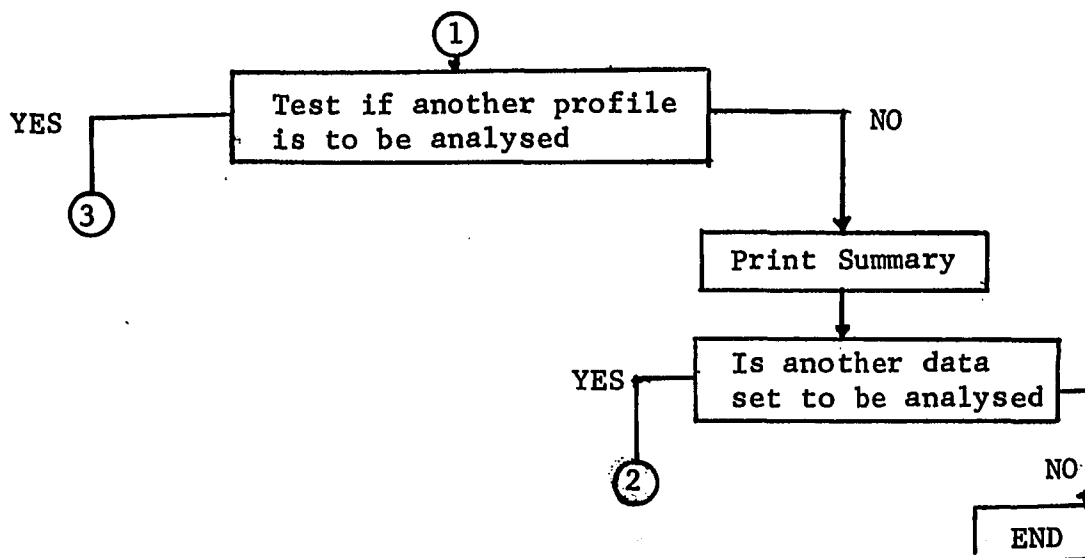 1
Test if another profile
is to be analysed
YES
NO
3
Print Summary
Is another data
set to be analysed
YES
2
NO
END